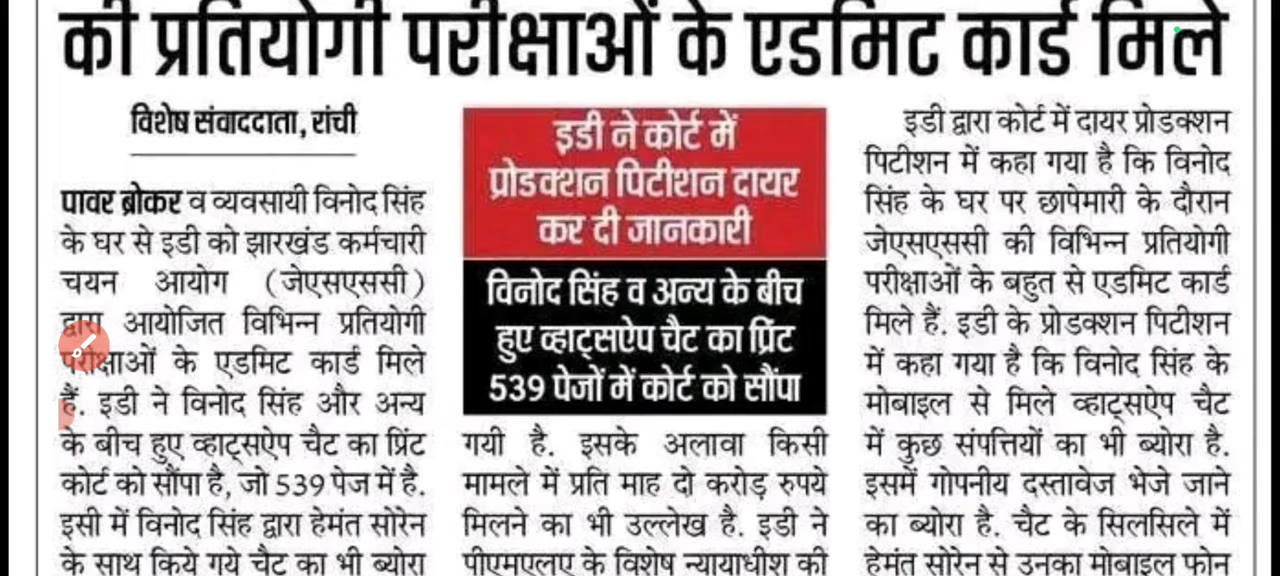 की प्रतियोगी परीक्षाओं के एडमिट कार्ड मिले
विशेष संवाददाता, रांची
पावर ब्रोकर व व्यवसायी विनोद सिंह
के घर से इडी को झारखंड कर्मचारी
चयन आयोग (जेएसएससी)
द्वारा आयोजित विभिन्न प्रतियोगी
परीक्षाओं के एडमिट कार्ड मिले
हैं. इडी ने विनोद सिंह और अन्य
के बीच हुए व्हाट्सऐप चैट का प्रिंट
कोर्ट को सौंपा है, जो 539 पेज में है.
इसी में विनोद सिंह द्वारा हेमंत सोरेन
के साथ किये गये चैट का भी ब्योरा
इडी ने कोर्ट में
प्रोडक्शन पिटीशन दायर
कर दी जानकारी
विनोद सिंह व अन्य के बीच
हुए व्हाट्सऐप चैट का प्रिंट
539 पेजों में कोर्ट को सौंपा
गयी है. इसके अलावा किसी
मामले में प्रति माह दो करोड़ रुपये
मिलने का भी उल्लेख है. इडी ने
पीएमएलए के विशेष न्यायाधीश की
इडी द्वारा कोर्ट में दायर प्रोडक्शन
पिटीशन में कहा गया है कि विनोद
सिंह के घर पर छापेमारी के दौरान
जेएसएससी की विभिन्न प्रतियोगी
परीक्षाओं के बहुत से एडमिट कार्ड
मिले हैं. इडी के प्रोडक्शन पिटीशन
में कहा गया है कि विनोद सिंह के
मोबाइल से मिले व्हाट्सऐप चैट
में कुछ संपत्तियों का भी ब्योरा है.
इसमें गोपनीय दस्तावेज भेजे जाने
का ब्योरा है. चैट के सिलसिले में
हेमंत सोरेन से उनका मोबाइल फोन